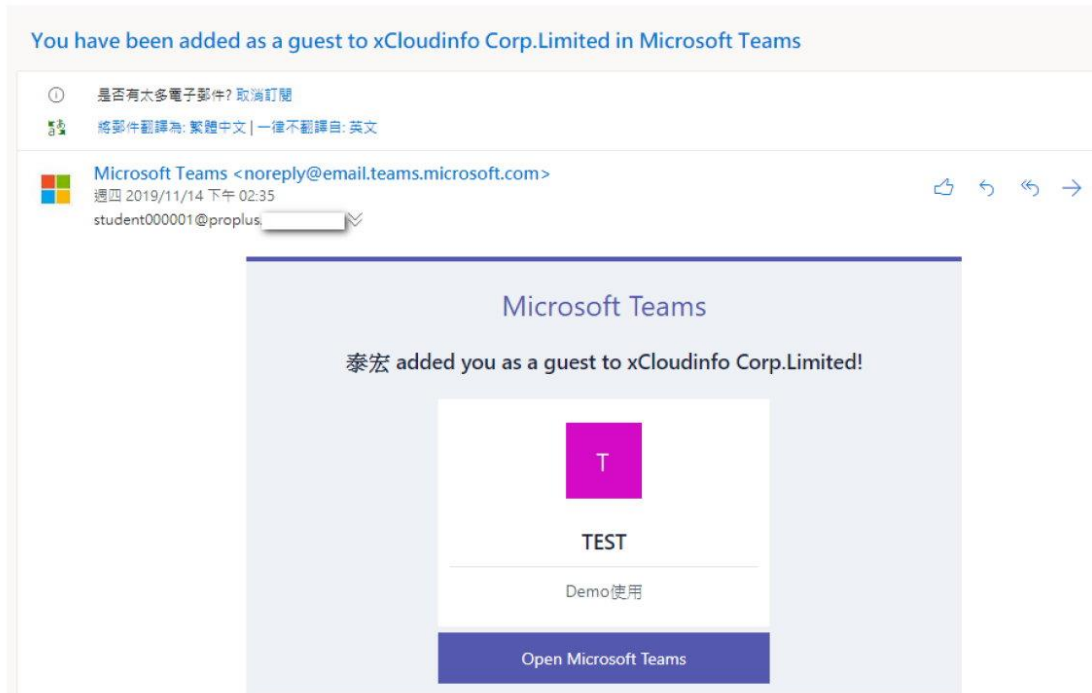 You have been added as a guest to xCloudinfo Corp.Limited in Microsoft Teams
是否有太多電子郵件? 取消訂閱
將郵件翻譯為: 繁體中文 | 一律不翻譯自: 英文
Microsoft Teams <noreply@email.teams.microsoft.com>
週四 2019/11/14 下午 02:35
student000001@proplus.
Microsoft Teams
泰宏 added you as a guest to xCloudinfo Corp.Limited!
T
TEST
Demo使用
Open Microsoft Teams